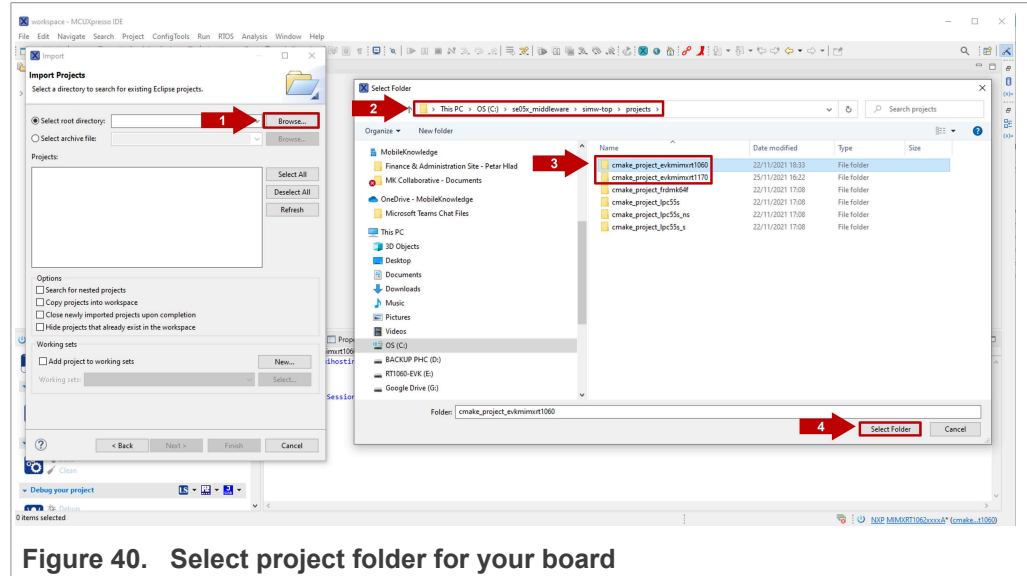 workspace - MCUXpresso IDE
File Edit Navigate Search Project ConfigTools Run RTOS Analysis Window Help
Import
Import Projects
Select a directory to search for existing Eclipse projects.
Select root directory:
1
Browse...
Select archive file:
Browse...
Projects:
Select All
Deselect All
Refresh
Options
Search for nested projects
Copy projects into workspace
Close newly imported projects upon completion
Hide projects that already exist in the workspace
Working sets
Add project to working sets
New...
Working sets:
Select...
? < Back Next > Finish Cancel
Clean
Debug your project
Debug
0 items selected
Select Folder
2
> This PC > OS (C:) > se05x_middleware > simw-top > projects >
Search projects
Organize New folder
MobileKnowledge
Finance & Administration Site - Petar Hlad
MK Collaborative - Documents
OneDrive - MobileKnowledge
Microsoft Teams Chat Files
This PC
3D Objects
Desktop
Documents
Downloads
Music
Pictures
Videos
OS (C:)
BACKUP PHC (D:)
RT1060-EVK (E:)
Google Drive (G:)
3
Name Date modified Type Size
cmake_project_evkmimxrt1060 22/11/2021 18:33 File folder
cmake_project_evkmimxrt1170 25/11/2021 16:22 File folder
cmake_project_frdmk64f 22/11/2021 17:08 File folder
cmake_project_lpc55s 22/11/2021 17:08 File folder
cmake_project_lpc55s_ns 22/11/2021 17:08 File folder
cmake_project_lpc55s_s 22/11/2021 17:08 File folder
Folder: cmake_project_evkmimxrt1060
4
Select Folder Cancel
Prop
imxrt106
ihostin
Session
NXP MIMXRT1062xxxxA* (cmake...t1060)
Figure 40. Select project folder for your board